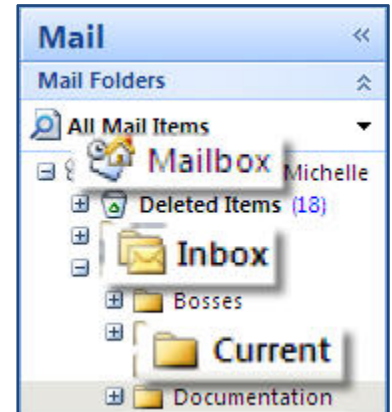 Mail «
Mail Folders
All Mail Items
Mailbox Michelle
Deleted Items (18)
Inbox
Bosses
Current
Documentation